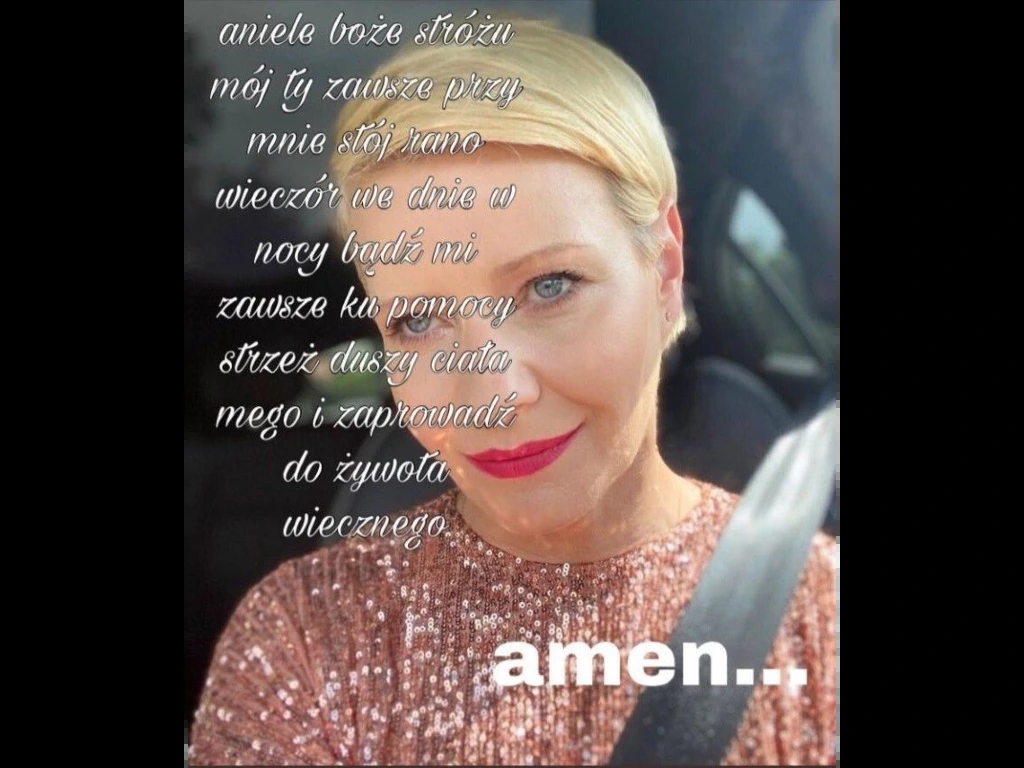 aniele boże stróżu
mój ty zawsze przy
mnie stój rano
wieczór we dnie w
nocy bądź mi
zawsze ku pomocy
strzeż duszy ciała
mego i zaprowadź
do żywota
wiecznego
amen...